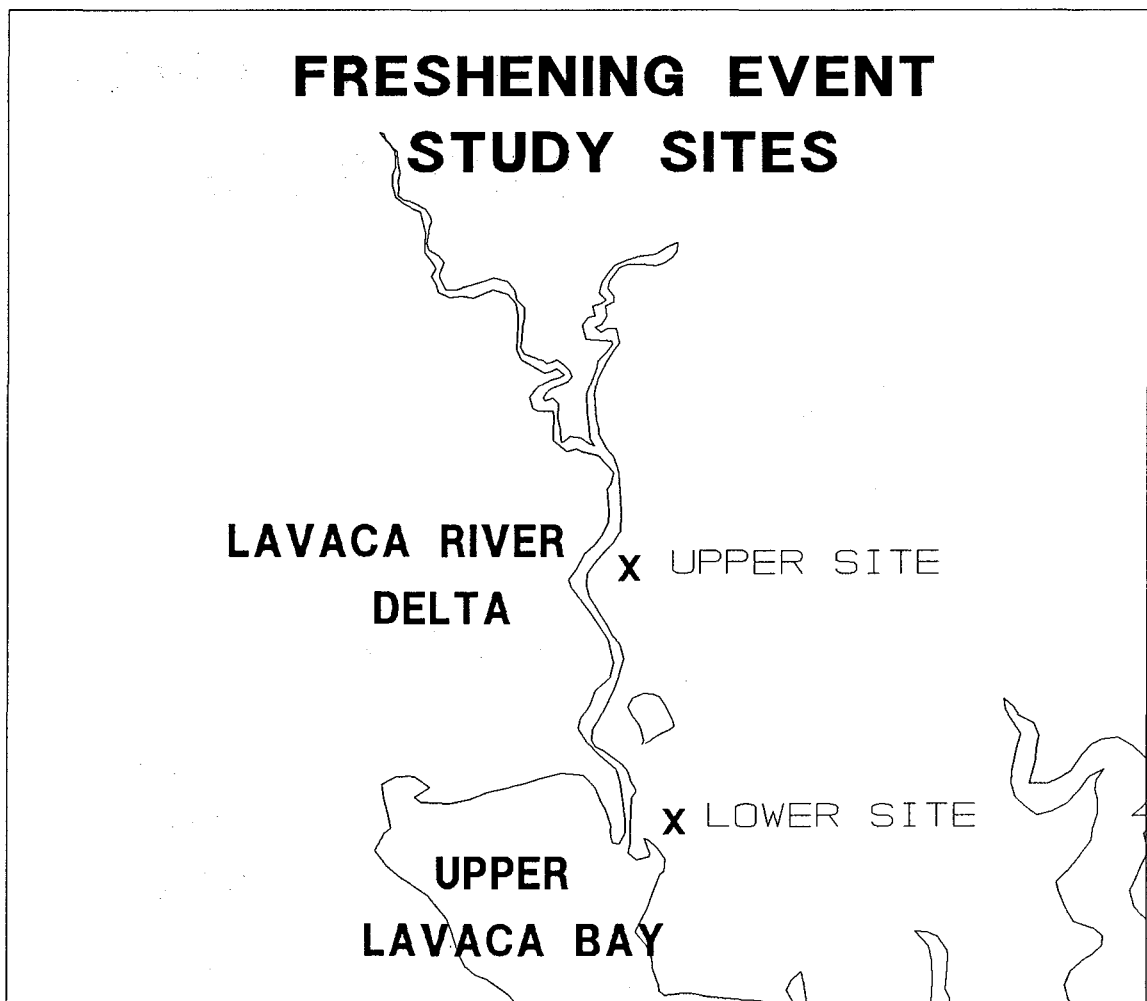 FRESHENING EVENT
STUDY SITES
LAVACA RIVER
DELTA
X UPPER SITE
X LOWER SITE
UPPER
LAVACA BAY